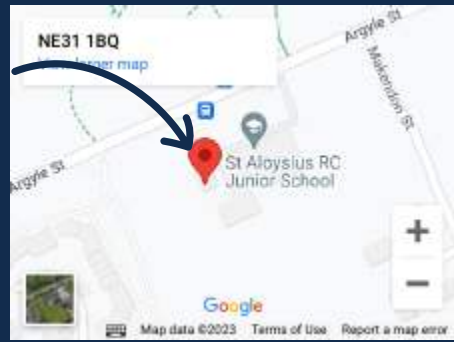 NE31 1BQ
View larger map
Argyle St
Makendon St
Argyle St
St Aloysius RC
Junior School
+
−
Google
Map data ©2023 Terms of Use Report a map error